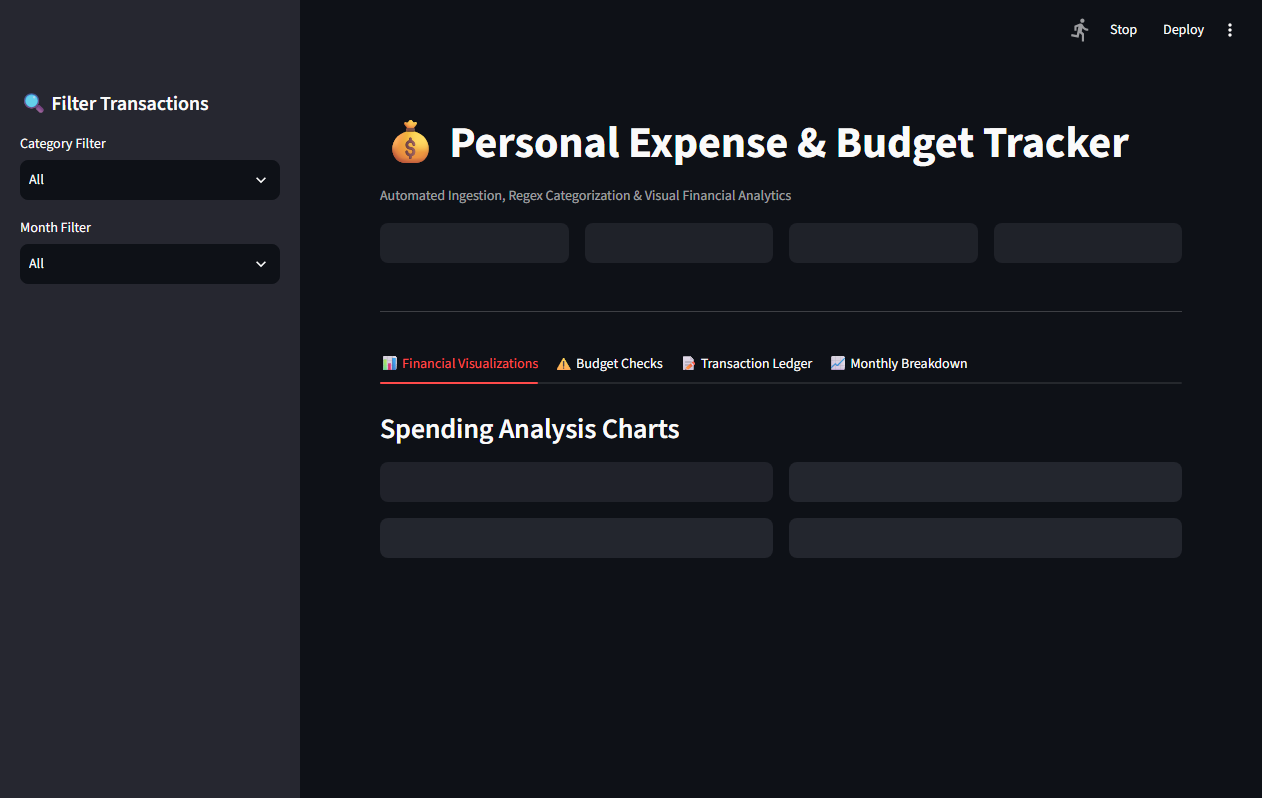 Stop
Deploy
Filter Transactions
Category Filter
All
Month Filter
All
Personal Expense & Budget Tracker
Automated Ingestion, Regex Categorization & Visual Financial Analytics
Financial Visualizations
Budget Checks
Transaction Ledger
Monthly Breakdown
Spending Analysis Charts